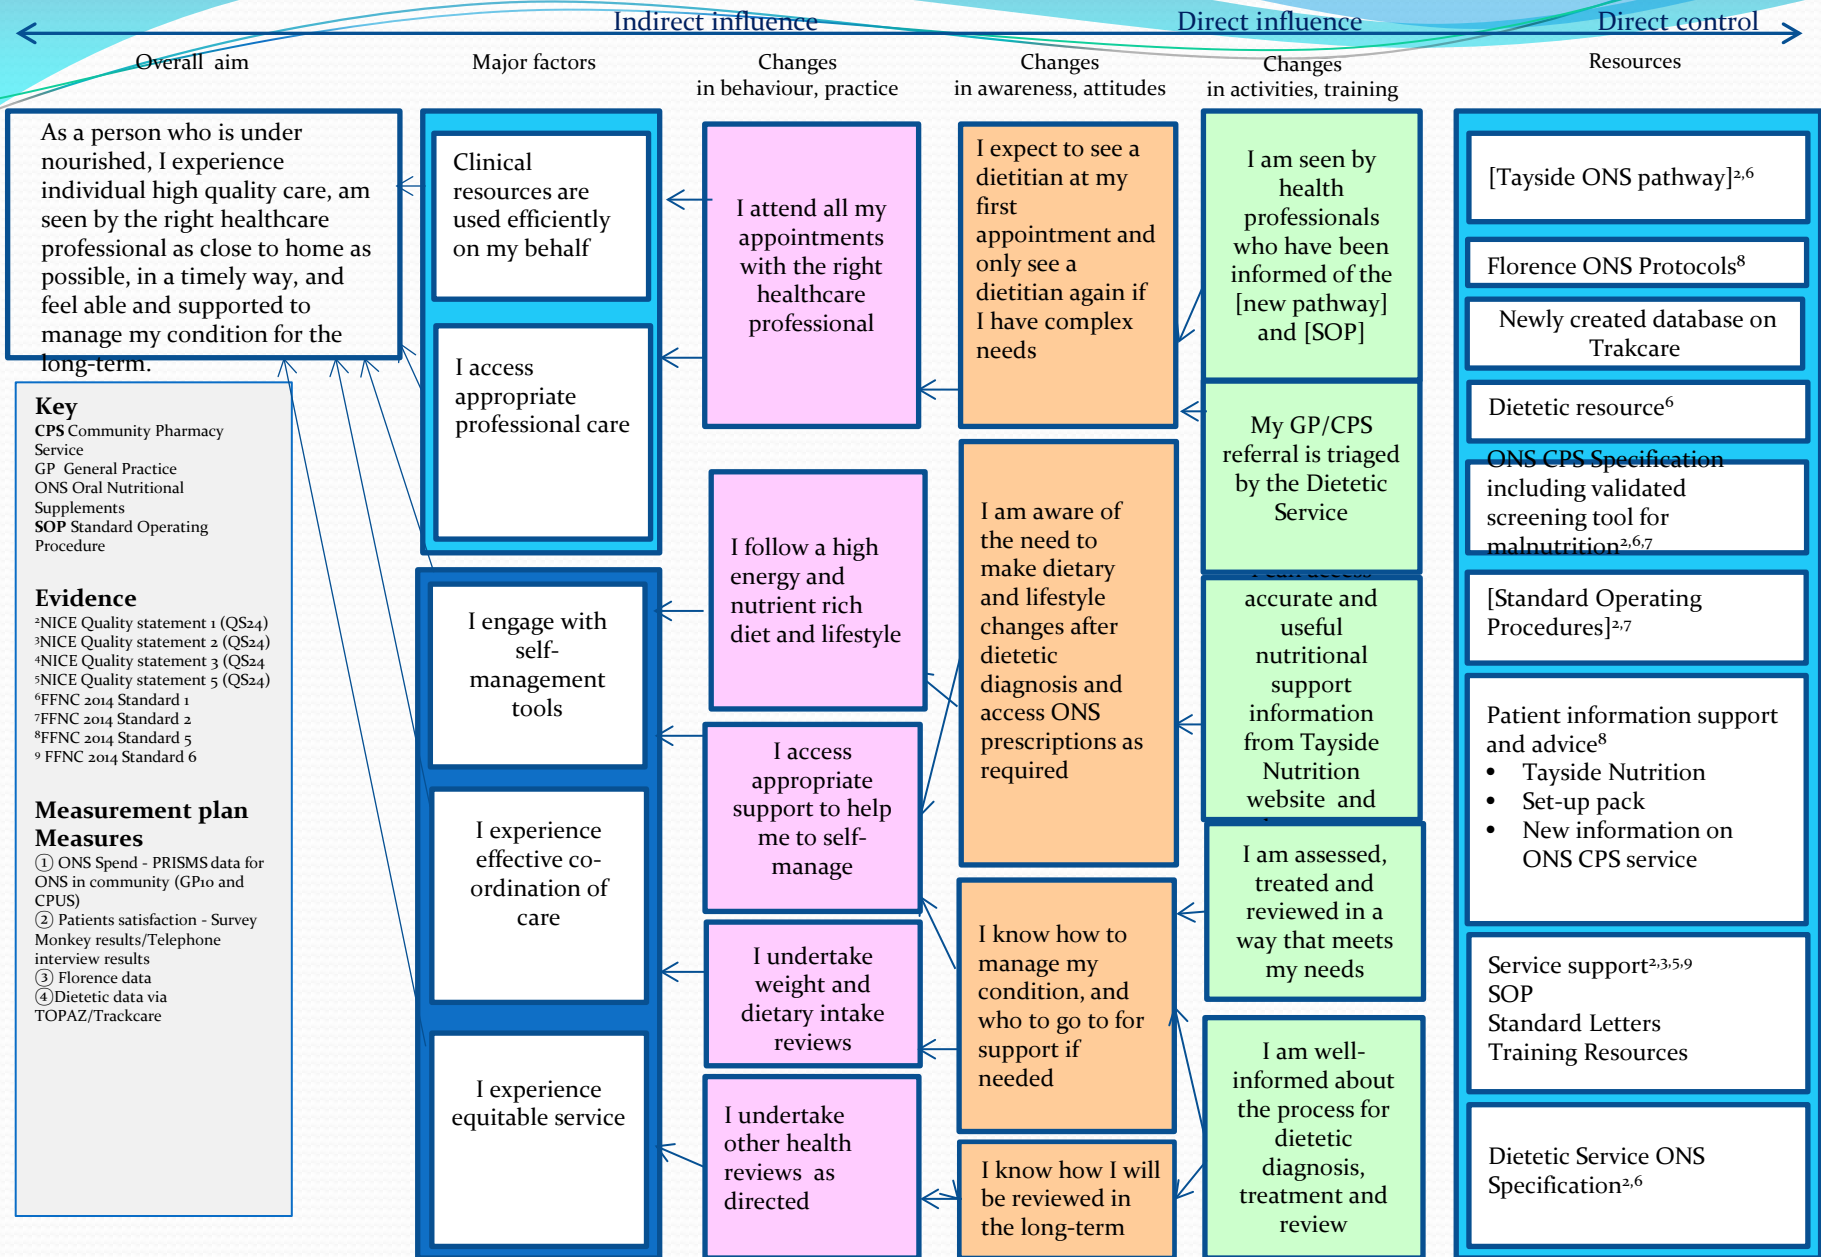 Indirect influence
Direct influence
Direct control
Overall aim
Major factors
Changes
in behaviour, practice
Changes
in awareness, attitudes
Changes
in activities, training
Resources
As a person who is under
nourished, I experience
individual high quality care, am
seen by the right healthcare
professional as close to home as
possible, in a timely way, and
feel able and supported to
manage my condition for the
long-term.
Key
CPS Community Pharmacy
Service
GP General Practice
ONS Oral Nutritional
Supplements
SOP Standard Operating
Procedure
Evidence
²NICE Quality statement 1 (QS24)
³NICE Quality statement 2 (QS24)
⁴NICE Quality statement 3 (QS24
⁵NICE Quality statement 5 (QS24)
⁶FFNC 2014 Standard 1
⁷FFNC 2014 Standard 2
⁸FFNC 2014 Standard 5
⁹ FFNC 2014 Standard 6
Measurement plan
Measures
① ONS Spend - PRISMS data for
ONS in community (GP10 and
CPUS)
② Patients satisfaction - Survey
Monkey results/Telephone
interview results
③ Florence data
④Dietetic data via
TOPAZ/Trackcare
Clinical
resources are
used efficiently
on my behalf
I access
appropriate
professional care
I engage with
self-
management
tools
I experience
effective co-
ordination of
care
I experience
equitable service
I attend all my
appointments
with the right
healthcare
professional
I follow a high
energy and
nutrient rich
diet and lifestyle
I access
appropriate
support to help
me to self-
manage
I undertake
weight and
dietary intake
reviews
I undertake
other health
reviews as
directed
I expect to see a
dietitian at my
first
appointment and
only see a
dietitian again if
I have complex
needs
I am aware of
the need to
make dietary
and lifestyle
changes after
dietetic
diagnosis and
access ONS
prescriptions as
required
I know how to
manage my
condition, and
who to go to for
support if
needed
I know how I will
be reviewed in
the long-term
I am seen by
health
professionals
who have been
informed of the
[new pathway]
and [SOP]
My GP/CPS
referral is triaged
by the Dietetic
Service
I can access
accurate and
useful
nutritional
support
information
from Tayside
Nutrition
website and
I am assessed,
treated and
reviewed in a
way that meets
my needs
I am well-
informed about
the process for
dietetic
diagnosis,
treatment and
review
[Tayside ONS pathway]²,⁶
Florence ONS Protocols⁸
Newly created database on
Trakcare
Dietetic resource⁶
ONS CPS Specification
including validated
screening tool for
malnutrition²,⁶,⁷
[Standard Operating
Procedures]²,⁷
Patient information support
and advice⁸
• Tayside Nutrition
• Set-up pack
• New information on
ONS CPS service
Service support²,³,⁵,⁹
SOP
Standard Letters
Training Resources
Dietetic Service ONS
Specification²,⁶